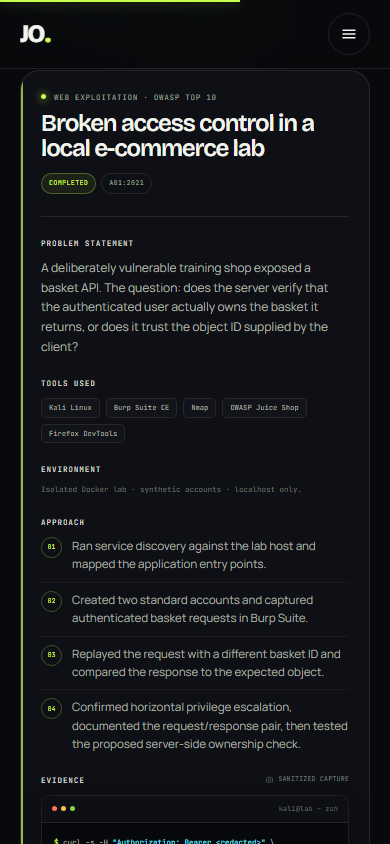 JO.
WEB EXPLOITATION · OWASP TOP 10
Broken access control in a
local e-commerce lab
COMPLETED
A01:2021
PROBLEM STATEMENT
A deliberately vulnerable training shop exposed a
basket API. The question: does the server verify that
the authenticated user actually owns the basket it
returns, or does it trust the object ID supplied by the
client?
TOOLS USED
Kali Linux
Burp Suite CE
Nmap
OWASP Juice Shop
Firefox DevTools
ENVIRONMENT
Isolated Docker lab · synthetic accounts · localhost only.
APPROACH
01
Ran service discovery against the lab host and
mapped the application entry points.
02
Created two standard accounts and captured
authenticated basket requests in Burp Suite.
03
Replayed the request with a different basket ID and
compared the response to the expected object.
04
Confirmed horizontal privilege escalation,
documented the request/response pair, then tested
the proposed server-side ownership check.
EVIDENCE
SANITIZED CAPTURE
kali@lab — zsh
$ curl -s -H "Authorization: Bearer <redacted>" \